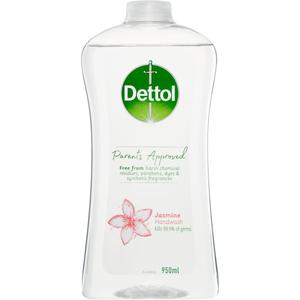 Dettol
Parents Approved
Free from harsh chemical
residues, parabens, dyes &
synthetic fragrances
Jasmine
Handwash
kills 99.9% of germs
950ml